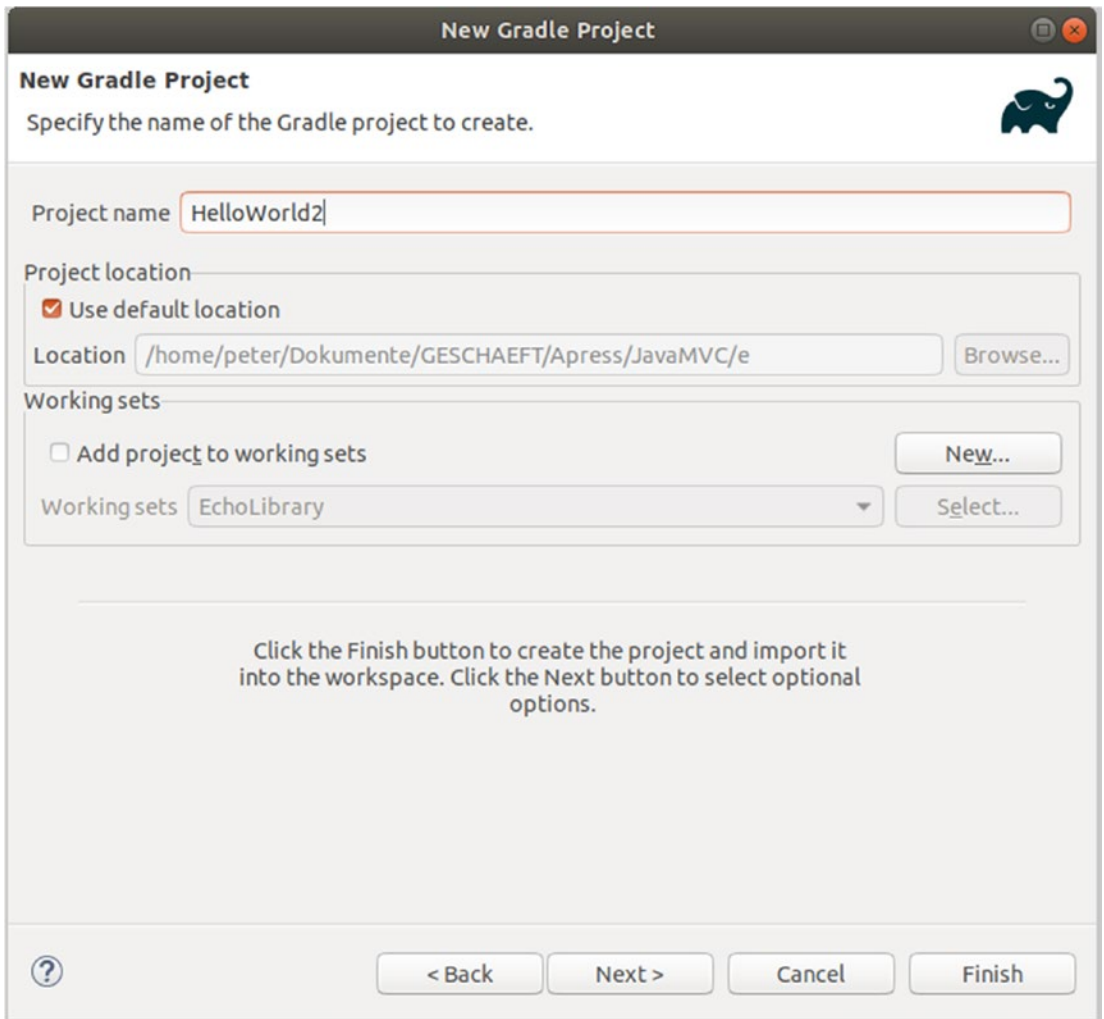 New Gradle Project
New Gradle Project
Specify the name of the Gradle project to create.
Project name HelloWorld2
Project location
Use default location
Location /home/peter/Dokumente/GESCHAEFT/Apress/JavaMVC/e Browse...
Working sets
Add project to working sets New...
Working sets EchoLibrary Select...
Click the Finish button to create the project and import it
into the workspace. Click the Next button to select optional
options.
? < Back Next > Cancel Finish